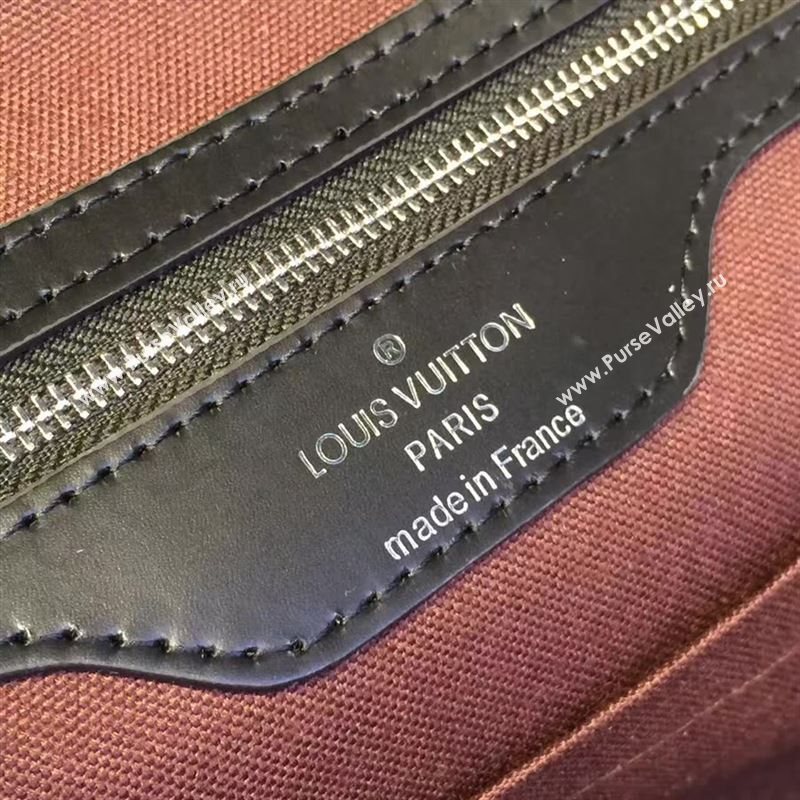 ®
LOUIS VUITTON
PARIS
made in France
www.PurseValley.ru